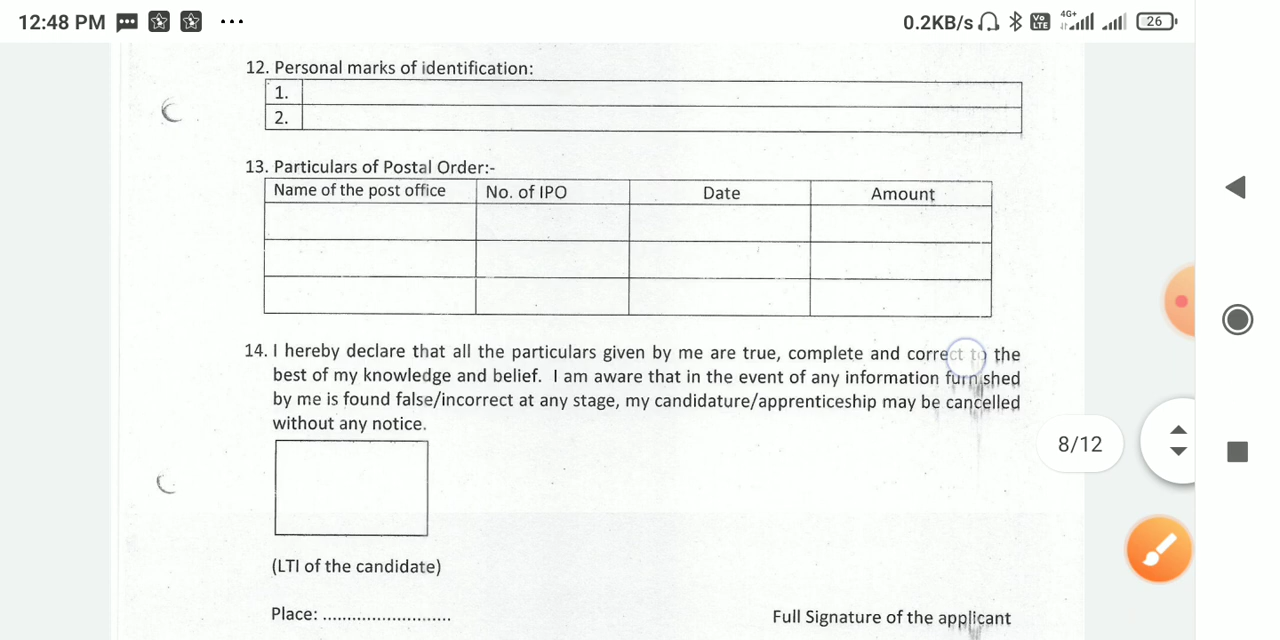 12:48 PM ... 0.2KB/s Vo LTE 4G+ 26
12. Personal marks of identification:
1.
2.
13. Particulars of Postal Order:-
Name of the post office No. of IPO Date Amount
14. I hereby declare that all the particulars given by me are true, complete and correct to the
best of my knowledge and belief. I am aware that in the event of any information furnished
by me is found false/incorrect at any stage, my candidature/apprenticeship may be cancelled
without any notice.
8/12
(LTI of the candidate)
Place: ......................... Full Signature of the applicant